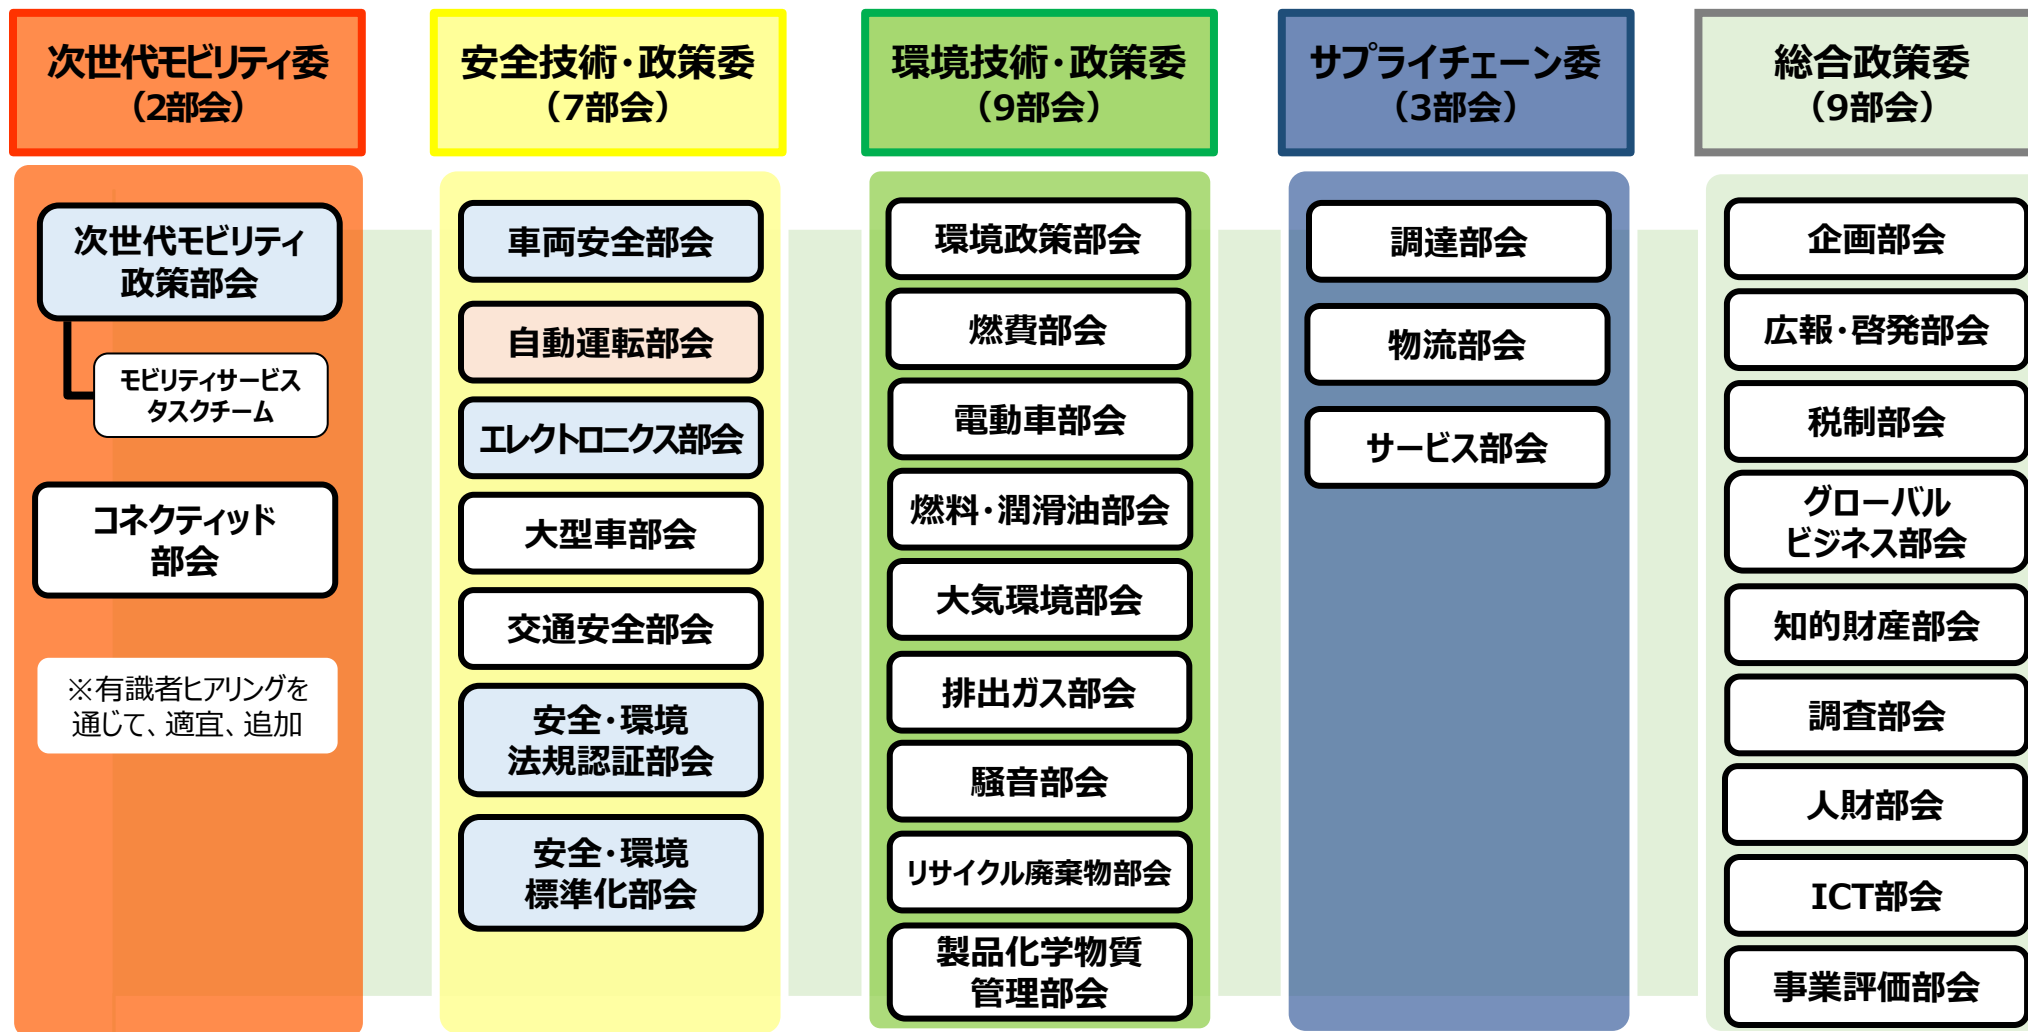 次世代モビリティ委
（2部会）
次世代モビリティ
政策部会
モビリティサービス
タスクチーム
コネクティッド
部会
※有識者ヒアリングを
通じて、適宜、追加
安全技術・政策委
（7部会）
車両安全部会
自動運転部会
エレクトロニクス部会
大型車部会
交通安全部会
安全・環境
法規認証部会
安全・環境
標準化部会
環境技術・政策委
（9部会）
環境政策部会
燃費部会
電動車部会
燃料・潤滑油部会
大気環境部会
排出ガス部会
騒音部会
リサイクル廃棄物部会
製品化学物質
管理部会
サプライチェーン委
（3部会）
調達部会
物流部会
サービス部会
総合政策委
（9部会）
企画部会
広報・啓発部会
税制部会
グローバル
ビジネス部会
知的財産部会
調査部会
人財部会
ICT部会
事業評価部会